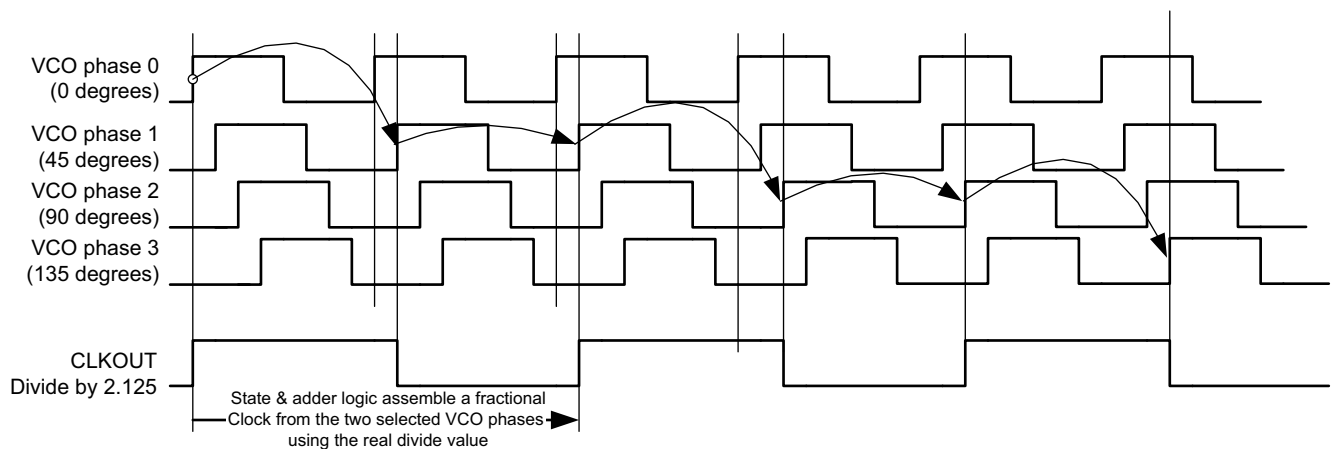 VCO phase 0
(0 degrees)
VCO phase 1
(45 degrees)
VCO phase 2
(90 degrees)
VCO phase 3
(135 degrees)
CLKOUT
Divide by 2.125
State & adder logic assemble a fractional
Clock from the two selected VCO phases
using the real divide value